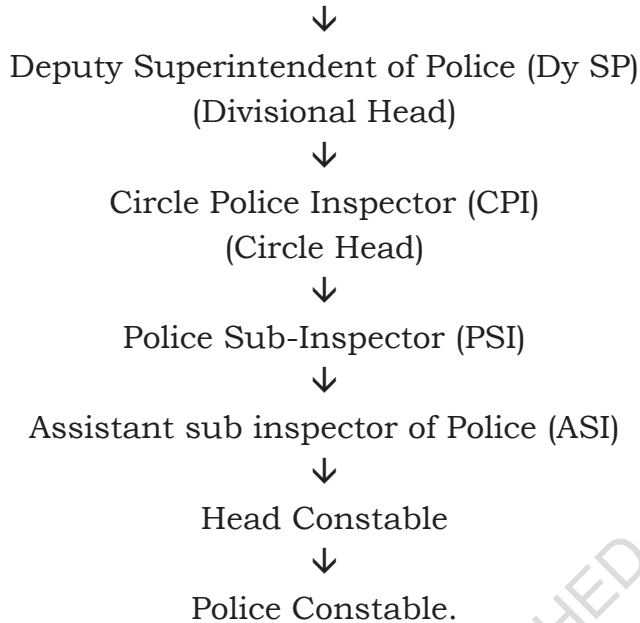 ↓
Deputy Superintendent of Police (Dy SP)
(Divisional Head)
↓
Circle Police Inspector (CPI)
(Circle Head)
↓
Police Sub-Inspector (PSI)
↓
Assistant sub inspector of Police (ASI)
↓
Head Constable
↓
Police Constable.
HED